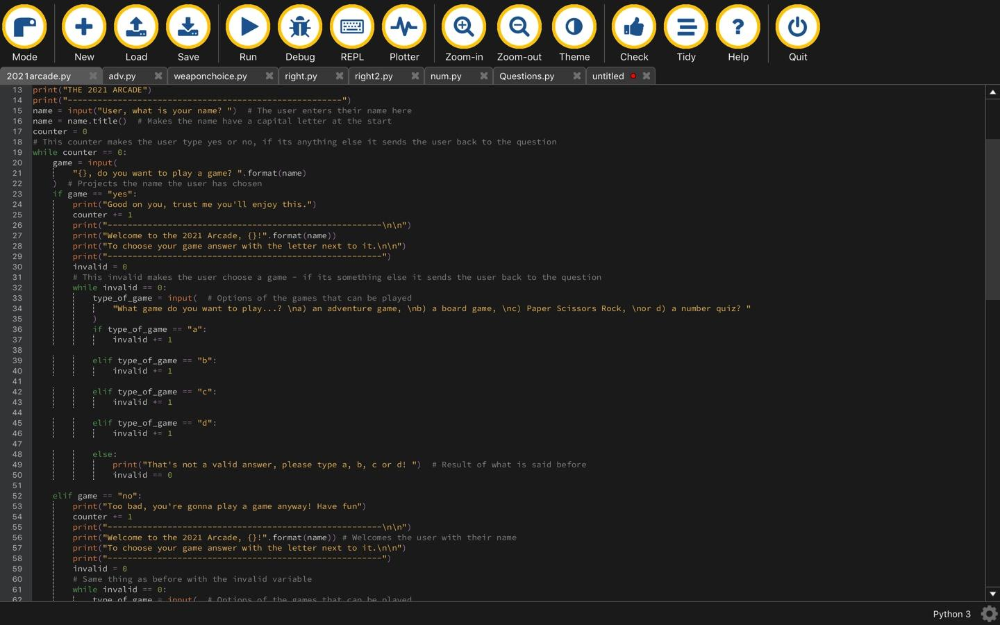 Mode New Load Save Run Debug REPL Plotter Zoom-in Zoom-out Theme Check Tidy Help Quit
2021arcade.py adv.py weaponchoice.py right.py right2.py num.py Questions.py untitled
13 print("THE 2021 ARCADE")
14 print("-------------------------------------------------------")
15 name = input("User, what is your name? ")  # The user enters their name here
16 name = name.title()  # Makes the name have a capital letter at the start
17 counter = 0
18 # This counter makes the user type yes or no, if its anything else it sends the user back to the question
19 while counter == 0:
20     game = input(
21         "{}, do you want to play a game? ".format(name)
22     )  # Projects the name the user has chosen
23     if game == "yes":
24         print("Good on you, trust me you'll enjoy this.")
25         counter += 1
26         print("-------------------------------------------------------\n\n")
27         print("Welcome to the 2021 Arcade, {}!".format(name))
28         print("To choose your game answer with the letter next to it.\n\n")
29         print("-------------------------------------------------------")
30         invalid = 0
31         # This invalid makes the user choose a game - if its something else it sends the user back to the question
32         while invalid == 0:
33             type_of_game = input(  # Options of the games that can be played
34                 "What game do you want to play...? \na) an adventure game, \nb) a board game, \nc) Paper Scissors Rock, \nor d) a number quiz? "
35             )
36             if type_of_game == "a":
37                 invalid += 1
38
39             elif type_of_game == "b":
40                 invalid += 1
41
42             elif type_of_game == "c":
43                 invalid += 1
44
45             elif type_of_game == "d":
46                 invalid += 1
47
48             else:
49                 print("That's not a valid answer, please type a, b, c or d! ")  # Result of what is said before
50                 invalid == 0
51
52     elif game == "no":
53         print("Too bad, you're gonna play a game anyway! Have fun")
54         counter += 1
55         print("-------------------------------------------------------\n\n")
56         print("Welcome to the 2021 Arcade, {}!".format(name)) # Welcomes the user with their name
57         print("To choose your game answer with the letter next to it.\n\n")
58         print("-------------------------------------------------------")
59         invalid = 0
60         # Same thing as before with the invalid variable
61         while invalid == 0:
62             type_of_game = input(  # Options of the games that can be played
Python 3